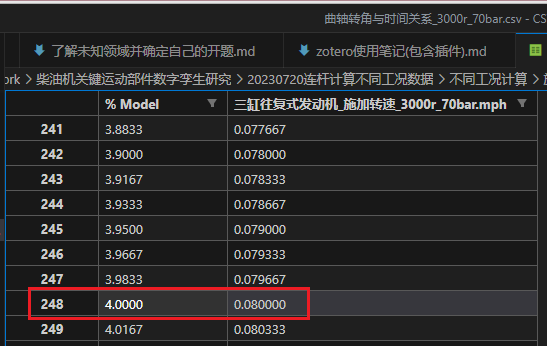 曲轴转角与时间关系_3000r_70bar.csv - CS
了解未知领域并确定自己的开题.md
zotero使用笔记(包含插件).md
ork > 柴油机关键运动部件数字孪生研究 > 20230720连杆计算不同工况数据 > 不同工况计算 >
% Model 三缸往复式发动机_施加转速_3000r_70bar.mph
241 3.8833 0.077667
242 3.9000 0.078000
243 3.9167 0.078333
244 3.9333 0.078667
245 3.9500 0.079000
246 3.9667 0.079333
247 3.9833 0.079667
248 4.0000 0.080000
249 4.0167 0.080333